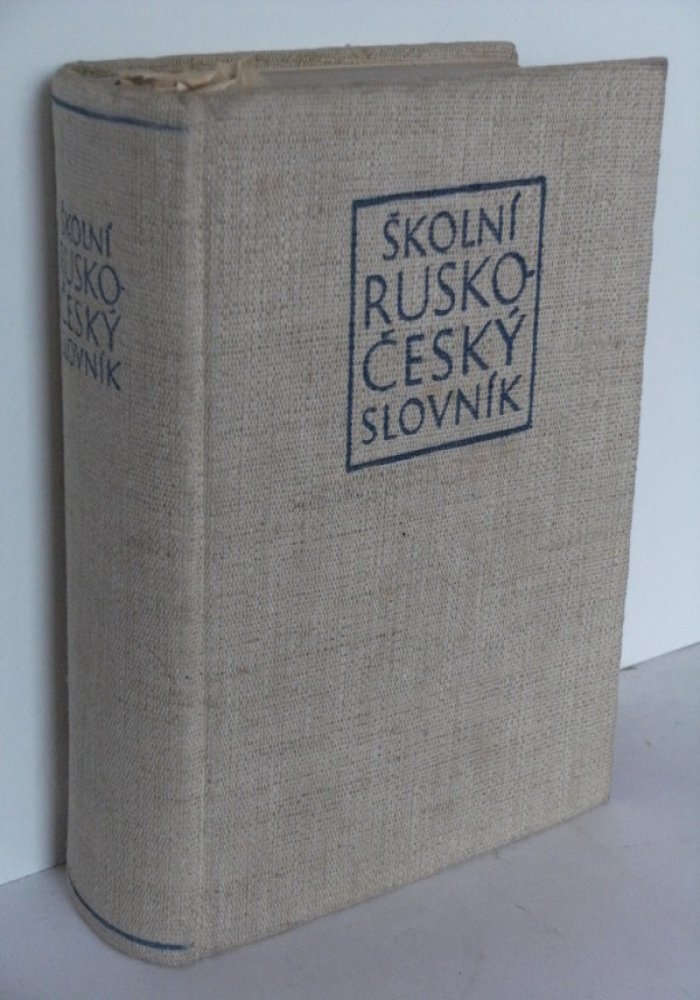 ŠKOLNÍ
RUSKO-
ČESKÝ
SLOVNÍK
ŠKOLNÍ
RUSKO-
ČESKÝ
SLOVNÍK